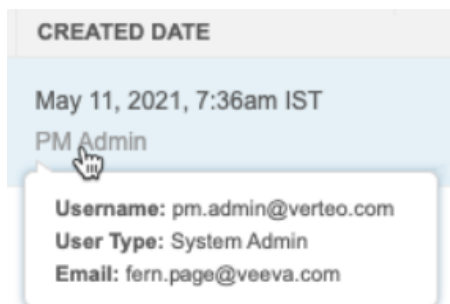 CREATED DATE
May 11, 2021, 7:36am IST
PM Admin
Username: pm.admin@verteo.com
User Type: System Admin
Email: fern.page@veeva.com